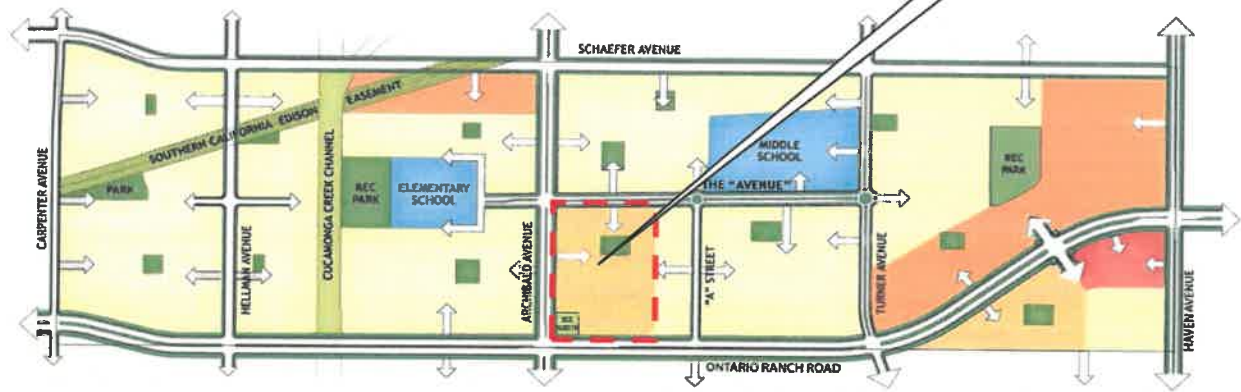 SCHAEFER AVENUE
SOUTHERN CALIFORNIA EDISON EASEMENT
CARPENTER AVENUE
PARK
HELLMAN AVENUE
CUCAMONGA CREEK CHANNEL
REC
PARK
ELEMENTARY
SCHOOL
ARCHIBALD AVENUE
MIDDLE
SCHOOL
THE "AVENUE"
"A" STREET
TURNER AVENUE
REC
PARK
HAVEN AVENUE
ONTARIO RANCH ROAD